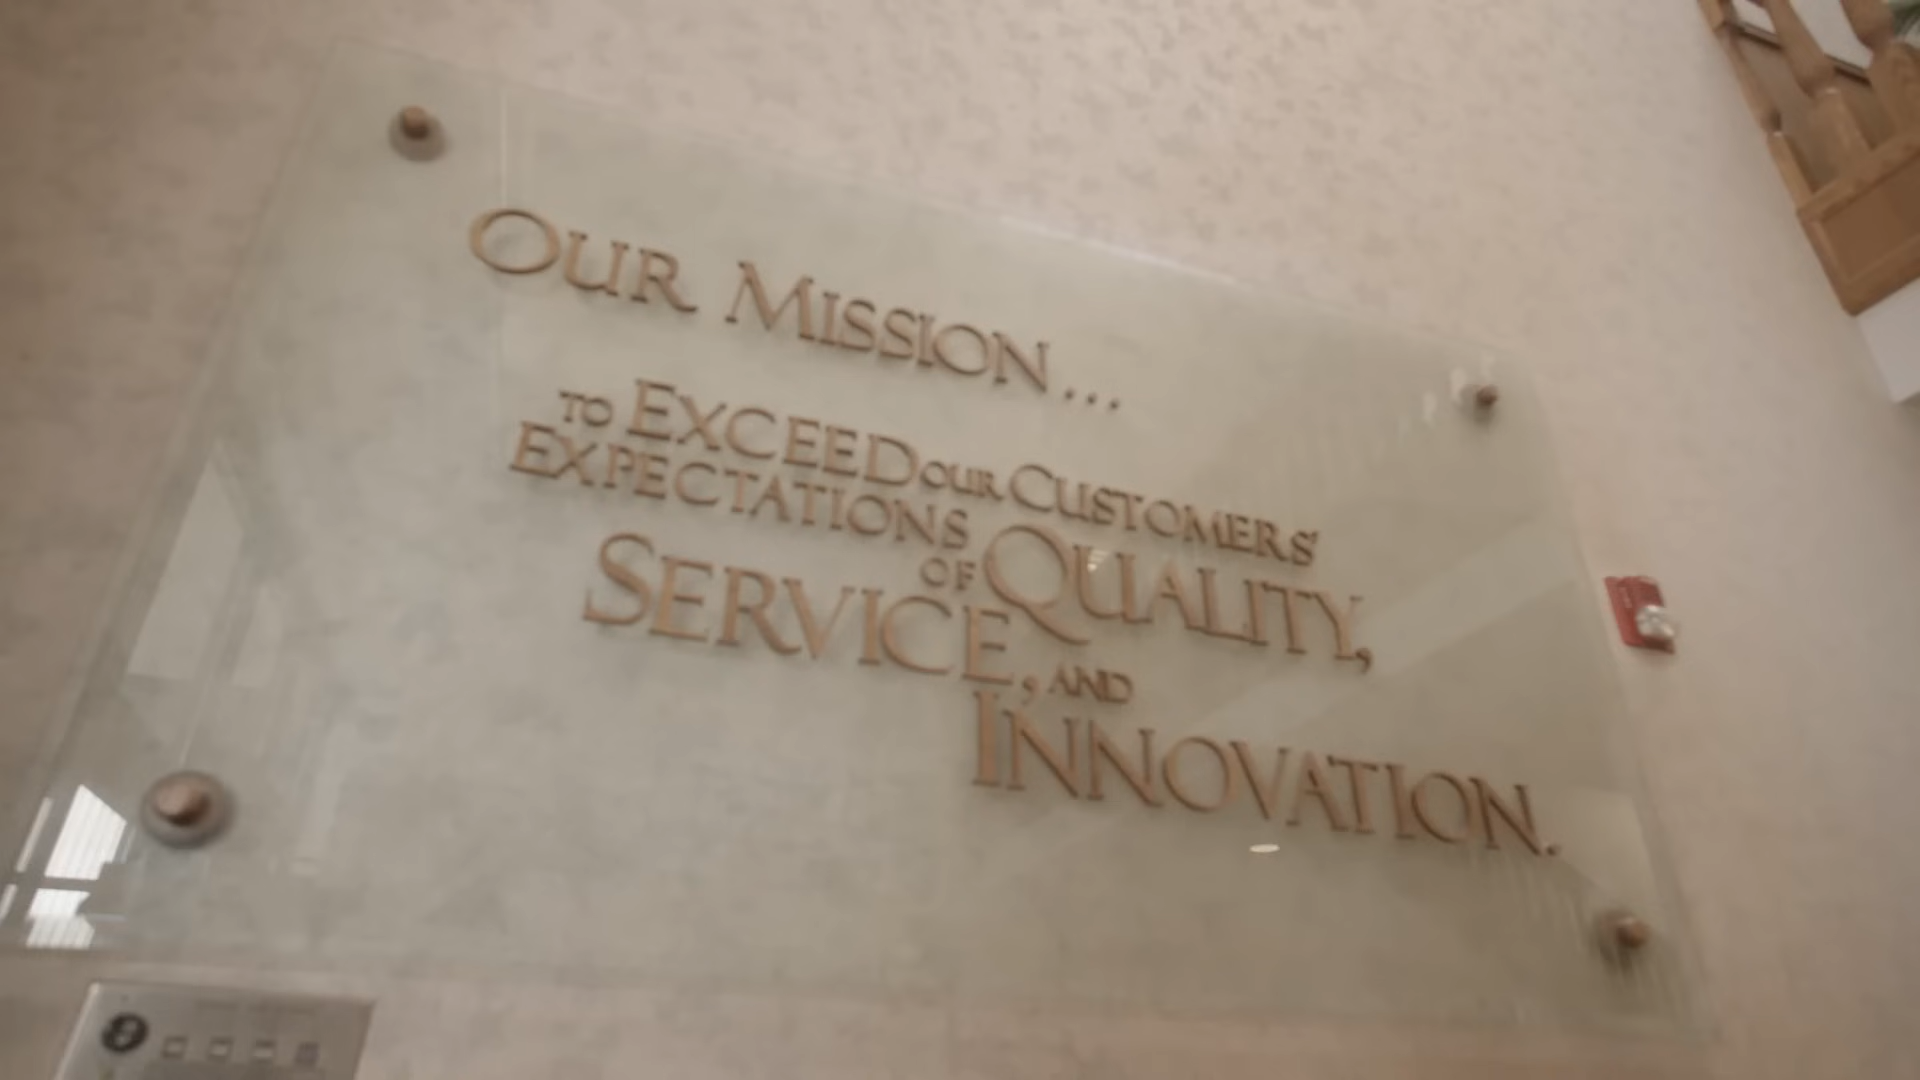 OUR MISSION...
TO EXCEED OUR CUSTOMERS'
EXPECTATIONS
OF QUALITY,
SERVICE, AND
INNOVATION.